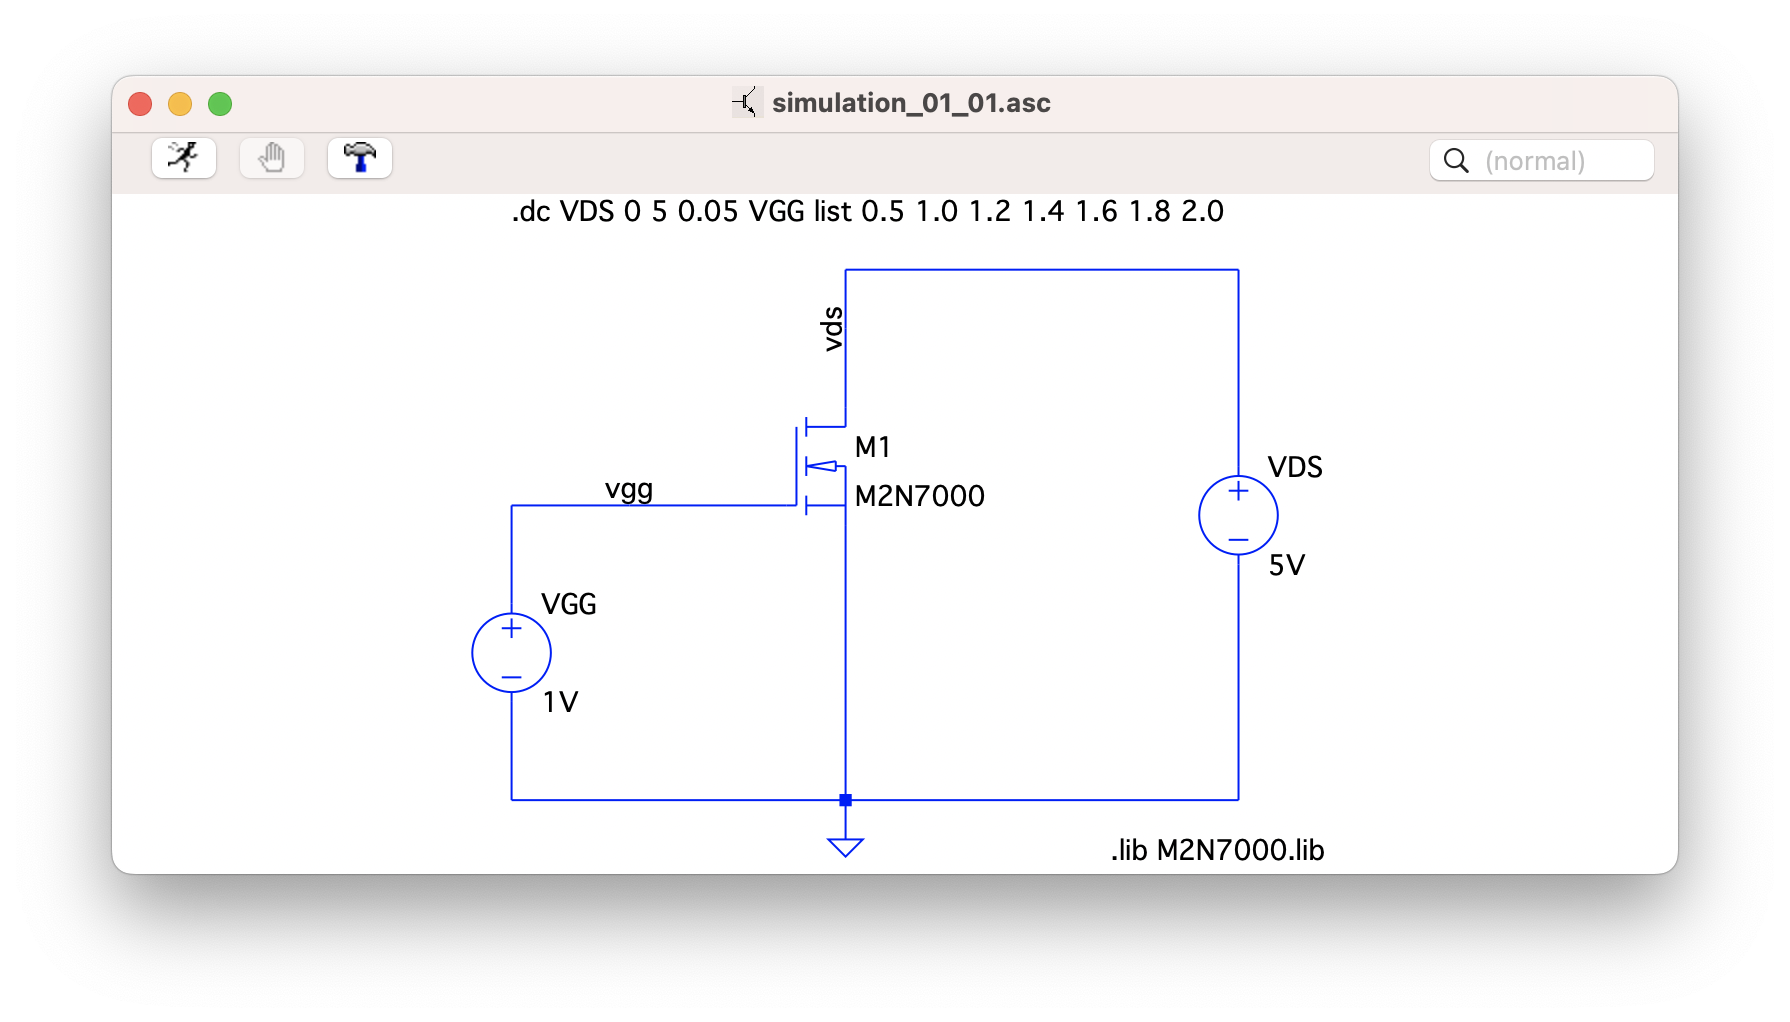 simulation_01_01.asc
(normal)
.dc VDS 0 5 0.05 VGG list 0.5 1.0 1.2 1.4 1.6 1.8 2.0
vds
M1
VDS
vgg
M2N7000
5V
VGG
1V
.lib M2N7000.lib